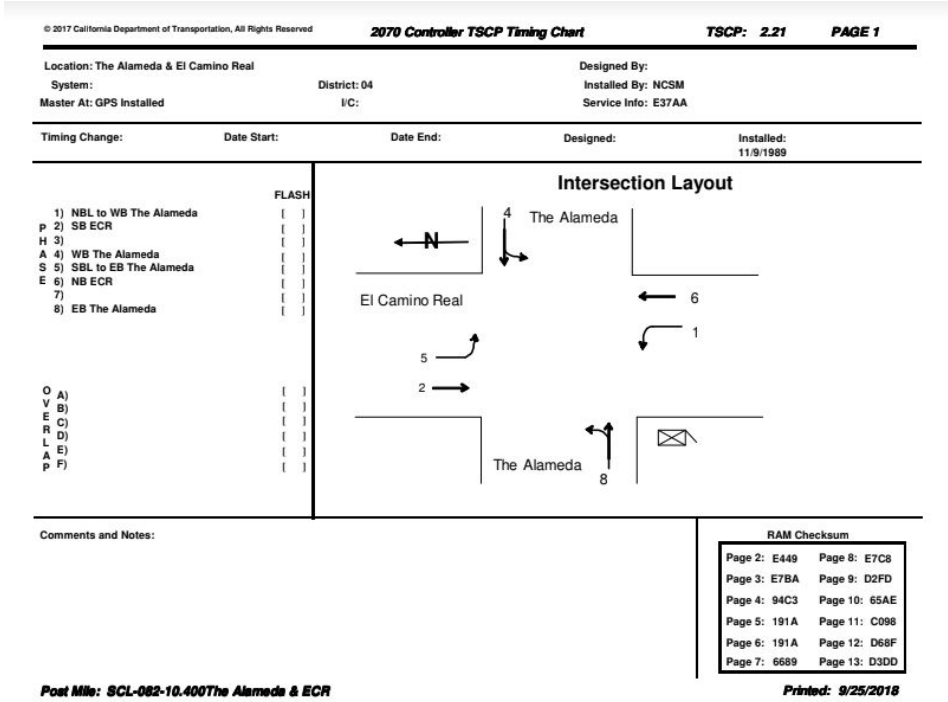 © 2017 California Department of Transportation, All Rights Reserved 2070 Controller TSCP Timing Chart TSCP: 2.21 PAGE 1
Location: The Alameda & El Camino Real Designed By:
System: District: 04 Installed By: NCSM
Master At: GPS Installed I/C: Service Info: E37AA
Timing Change: Date Start: Date End: Designed: Installed:
11/9/1989
FLASH
PHASE
1) NBL to WB The Alameda [ ]
2) SB ECR [ ]
3) [ ]
4) WB The Alameda [ ]
5) SBL to EB The Alameda [ ]
6) NB ECR [ ]
7) [ ]
8) EB The Alameda [ ]
OVERLAP
A) [ ]
B) [ ]
C) [ ]
D) [ ]
E) [ ]
F) [ ]
Intersection Layout
4 The Alameda
N
El Camino Real
6
1
5
2
The Alameda
8
Comments and Notes:
RAM Checksum
Page 2: E449 Page 8: E7C8
Page 3: E7BA Page 9: D2FD
Page 4: 94C3 Page 10: 65AE
Page 5: 191A Page 11: C098
Page 6: 191A Page 12: D68F
Page 7: 6689 Page 13: D3DD
Post Mile: SCL-082-10.400The Alameda & ECR Printed: 9/25/2018